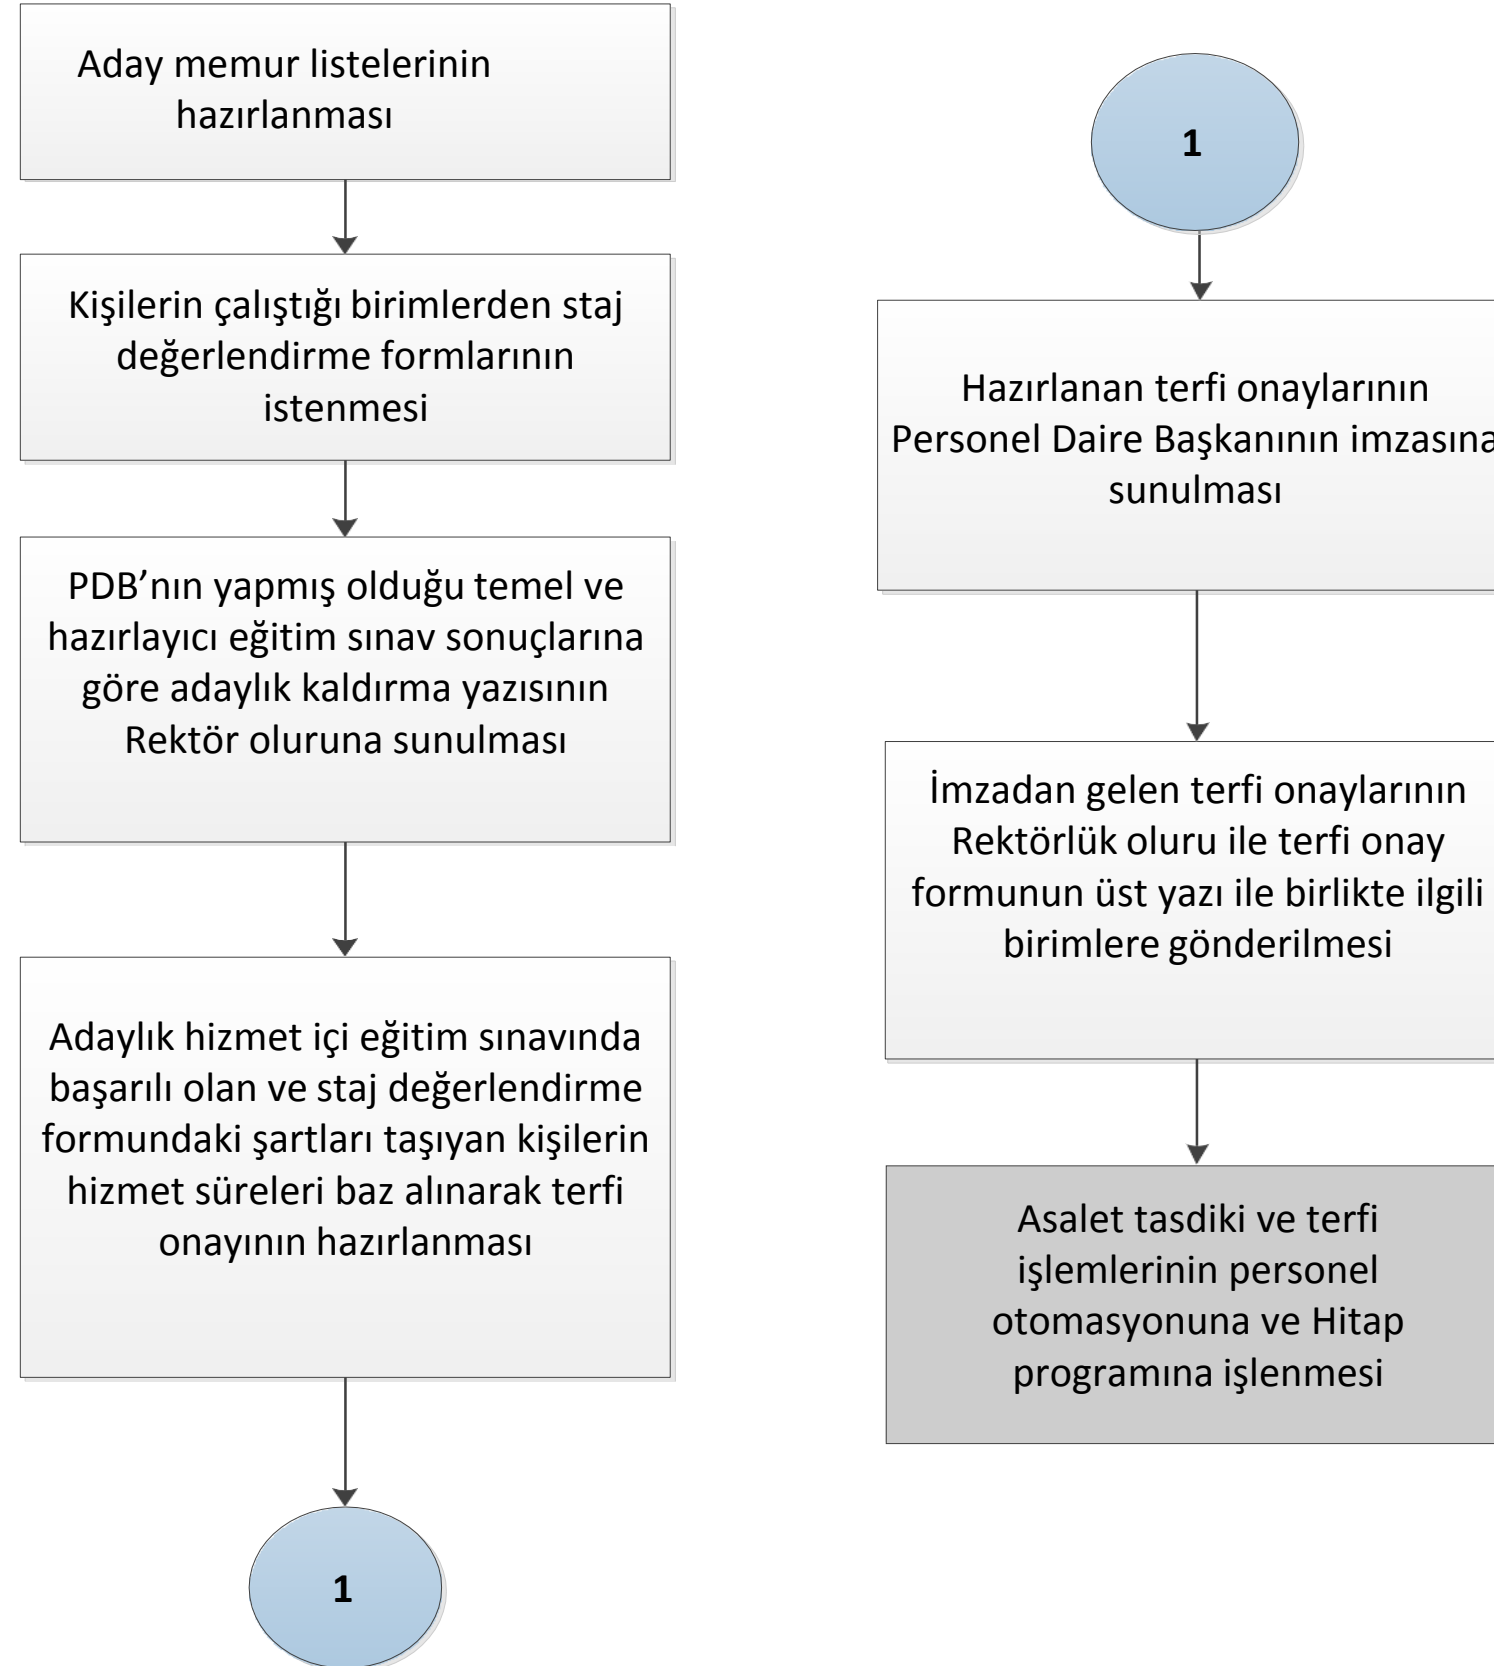 Aday memur listelerinin
hazırlanması
Kişilerin çalıştığı birimlerden staj
değerlendirme formlarının
istenmesi
PDB’nın yapmış olduğu temel ve
hazırlayıcı eğitim sınav sonuçlarına
göre adaylık kaldırma yazısının
Rektör oluruna sunulması
Adaylık hizmet içi eğitim sınavında
başarılı olan ve staj değerlendirme
formundaki şartları taşıyan kişilerin
hizmet süreleri baz alınarak terfi
onayının hazırlanması
1
1
Hazırlanan terfi onaylarının
Personel Daire Başkanının imzasına
sunulması
İmzadan gelen terfi onaylarının
Rektörlük oluru ile terfi onay
formunun üst yazı ile birlikte ilgili
birimlere gönderilmesi
Asalet tasdiki ve terfi
işlemlerinin personel
otomasyonuna ve Hitap
programına işlenmesi